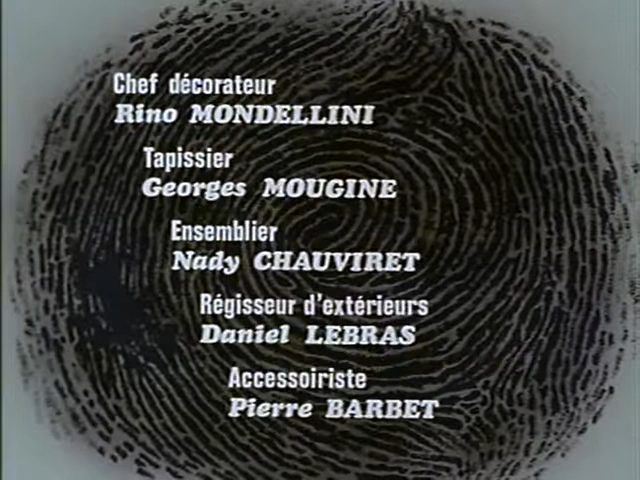 Chef décorateur
Rino MONDELLINI
Tapissier
Georges MOUGINE
Ensemblier
Nady CHAUVIRET
Régisseur d'extérieurs
Daniel LEBRAS
Accessoiriste
Pierre BARBET